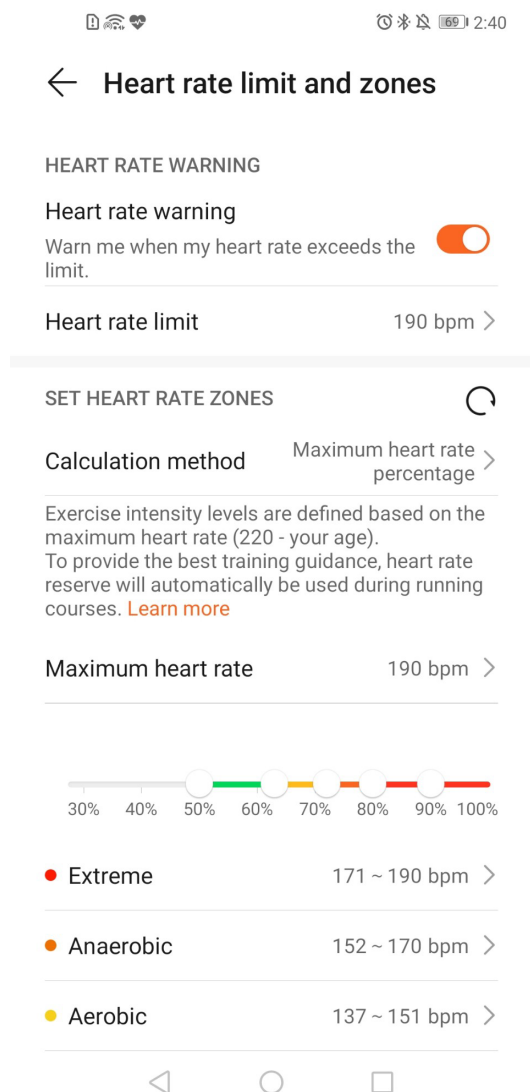 69 2:40
Heart rate limit and zones
HEART RATE WARNING
Heart rate warning
Warn me when my heart rate exceeds the
limit.
Heart rate limit 190 bpm
SET HEART RATE ZONES
Calculation method Maximum heart rate
percentage
Exercise intensity levels are defined based on the
maximum heart rate (220 - your age).
To provide the best training guidance, heart rate
reserve will automatically be used during running
courses. Learn more
Maximum heart rate 190 bpm
30% 40% 50% 60% 70% 80% 90% 100%
Extreme 171 ~ 190 bpm
Anaerobic 152 ~ 170 bpm
Aerobic 137 ~ 151 bpm